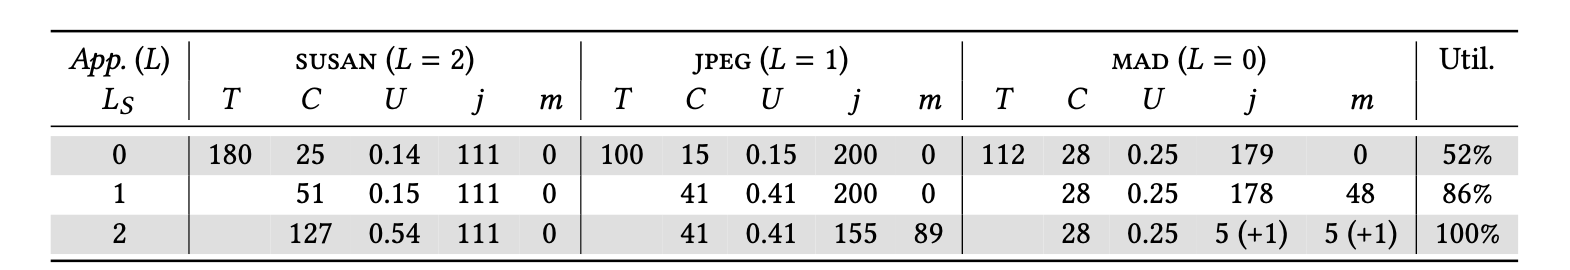 App. (L) SUSAN (L = 2) JPEG (L = 1) MAD (L = 0) Util.
L_S T C U j m T C U j m T C U j m
0 180 25 0.14 111 0 100 15 0.15 200 0 112 28 0.25 179 0 52%
1 51 0.15 111 0 41 0.41 200 0 28 0.25 178 48 86%
2 127 0.54 111 0 41 0.41 155 89 28 0.25 5 (+1) 5 (+1) 100%